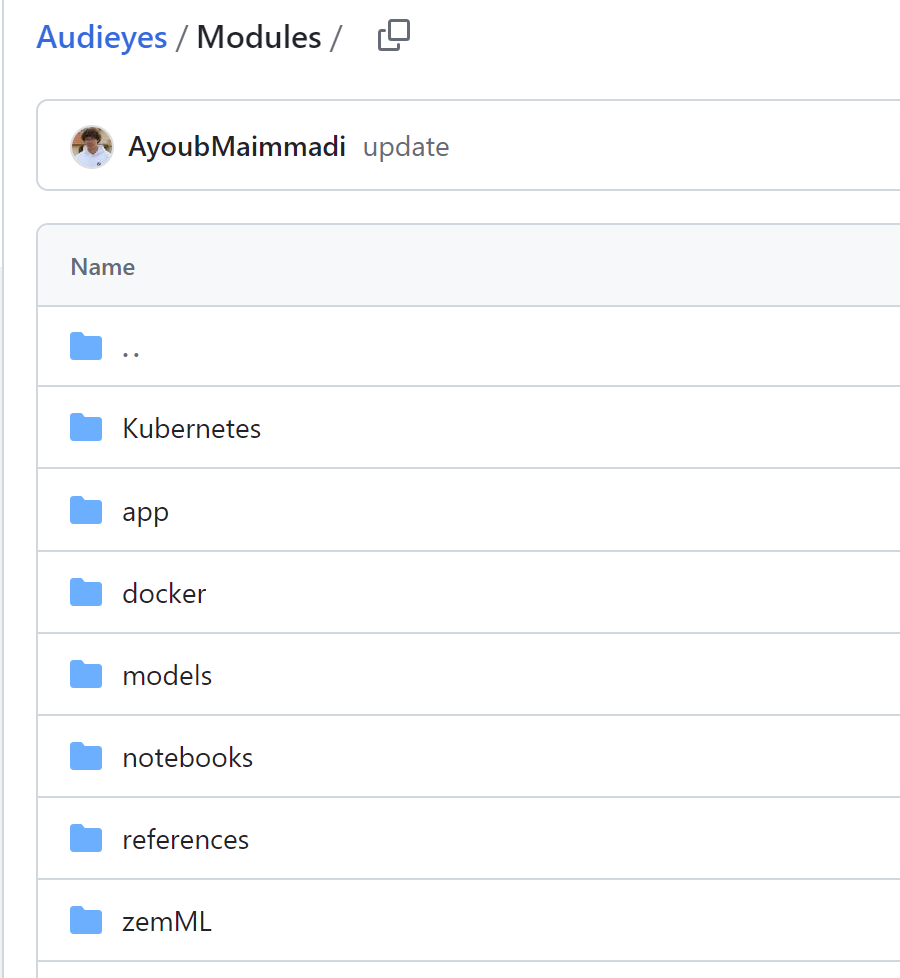 Audieyes / Modules /
AyoubMaimmadi update
Name
..
Kubernetes
app
docker
models
notebooks
references
zemML